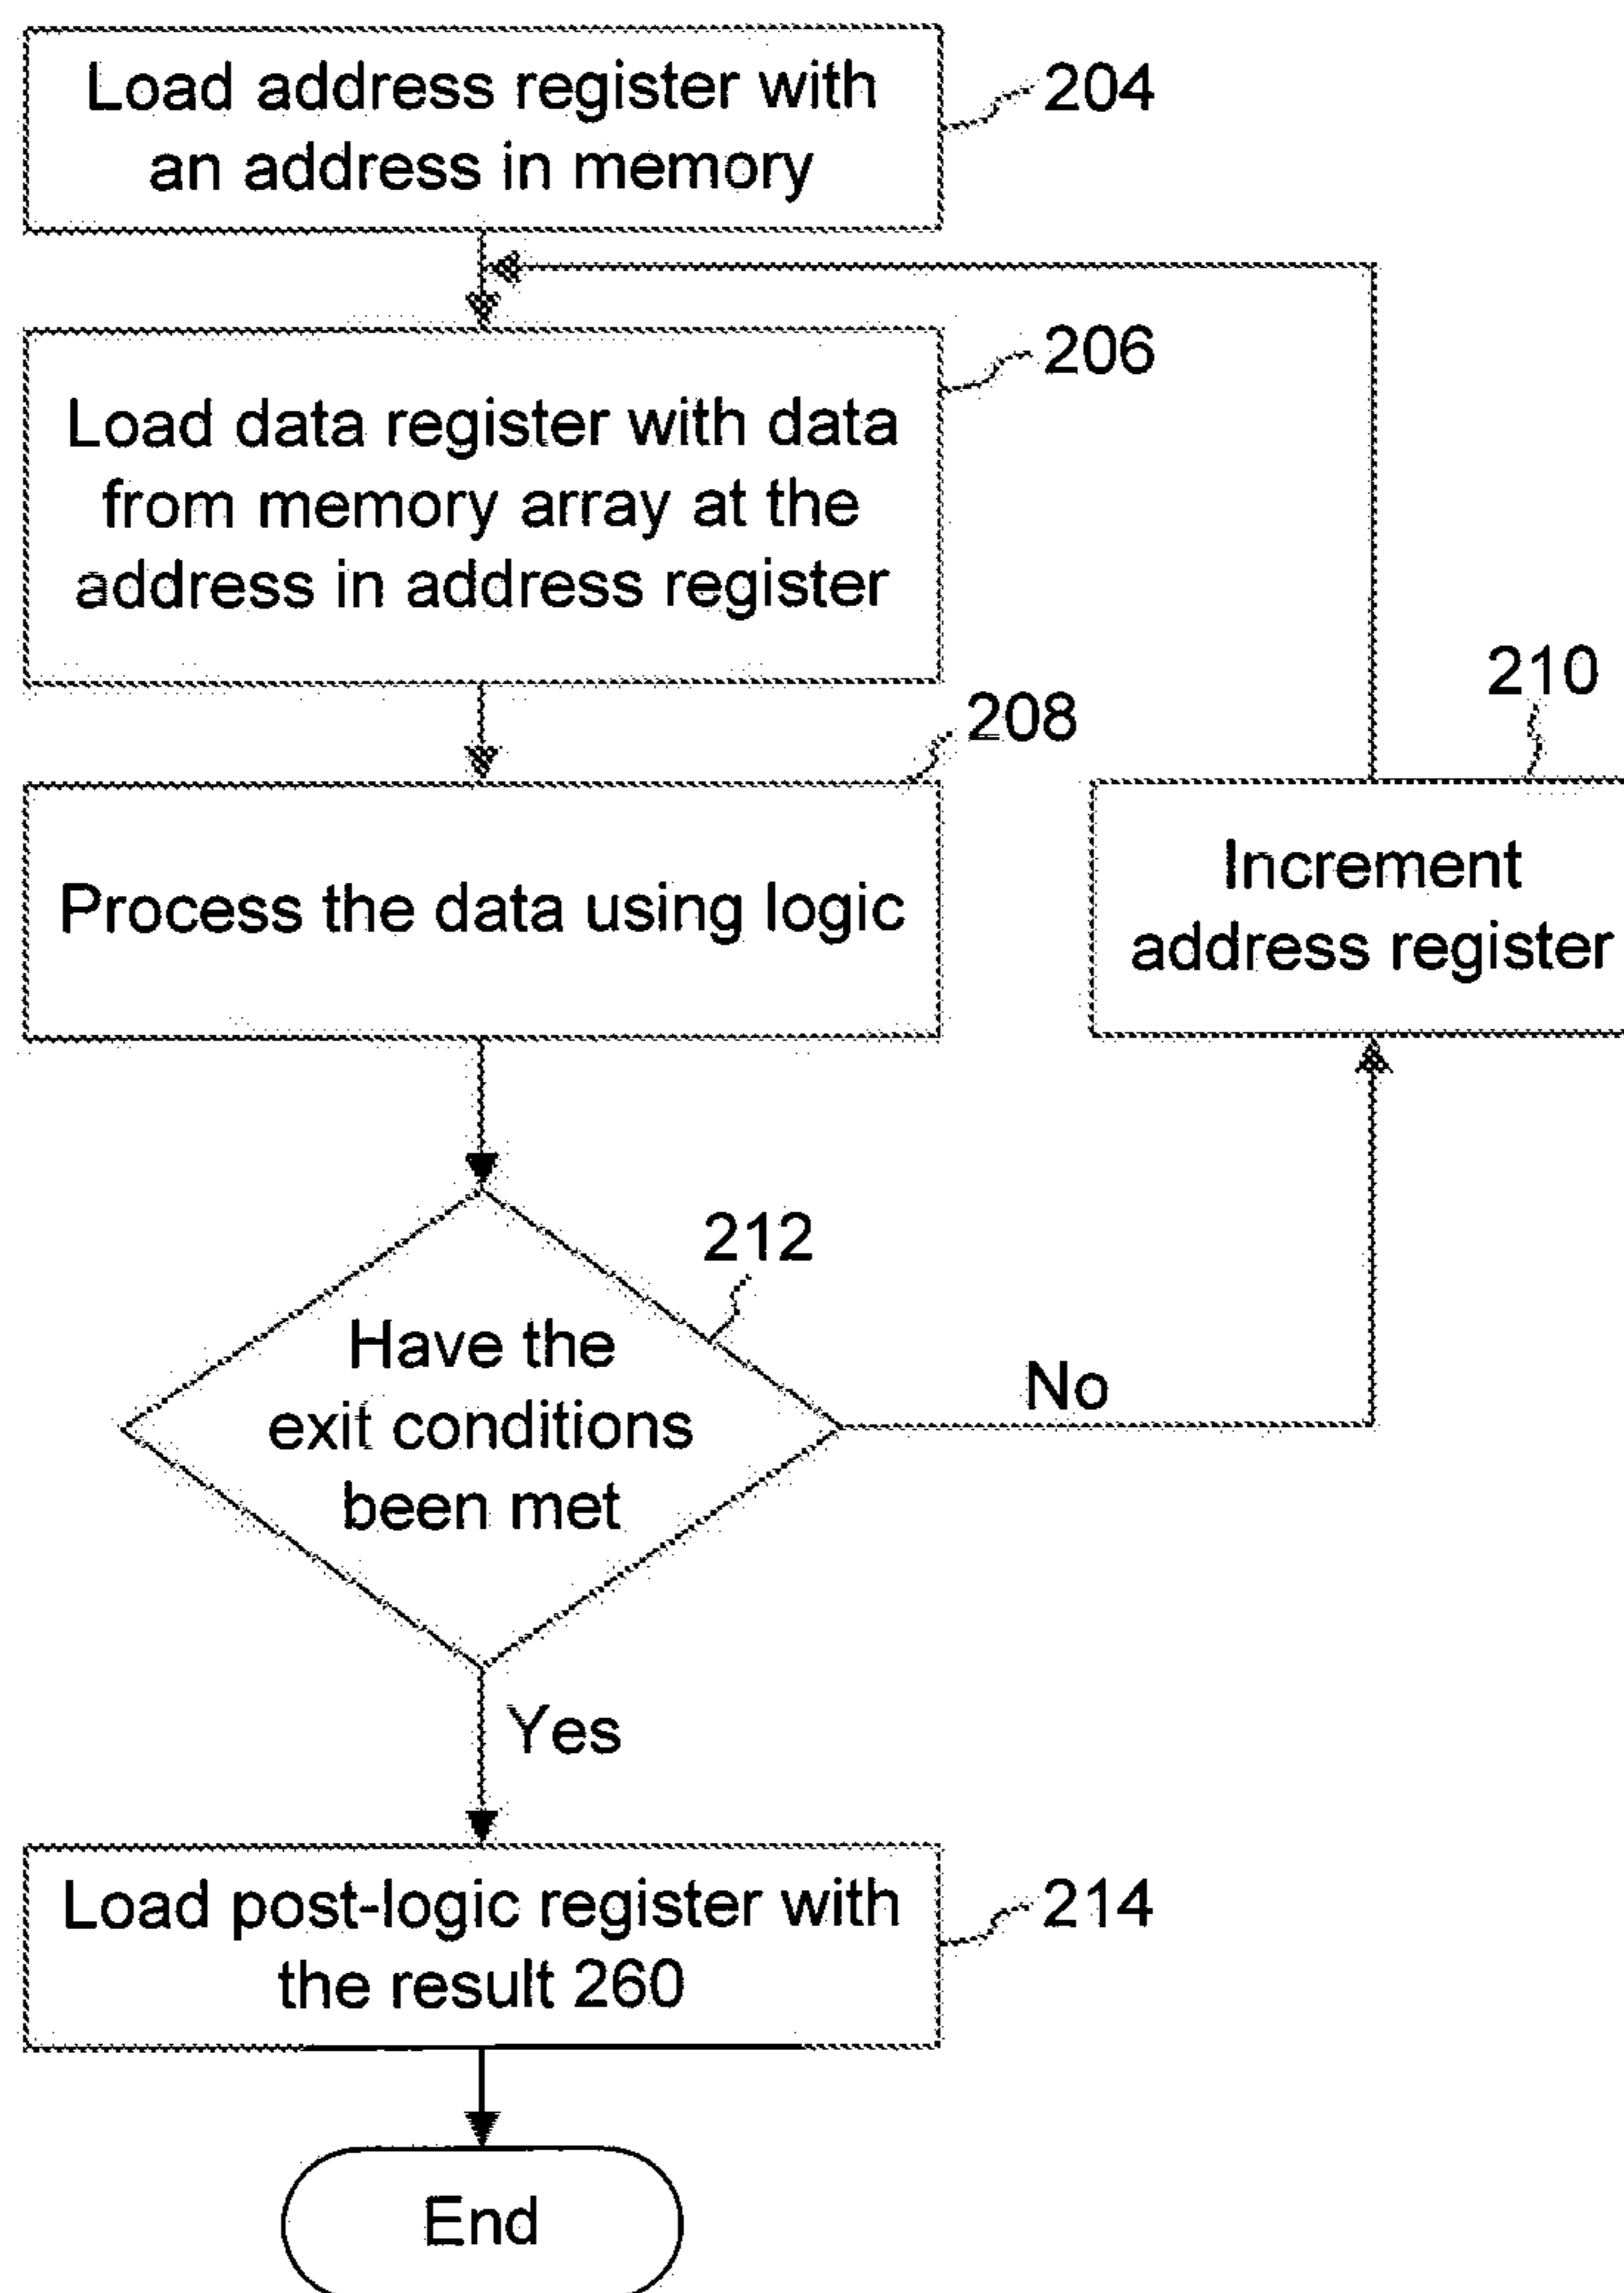 Load address register with
an address in memory
204
206
Load data register with data
from memory array at the
address in address register
208
210
Process the data using logic
Increment
address register
212
Have the
exit conditions
been met
No
Yes
Load post-logic register with
the result 260
214
End